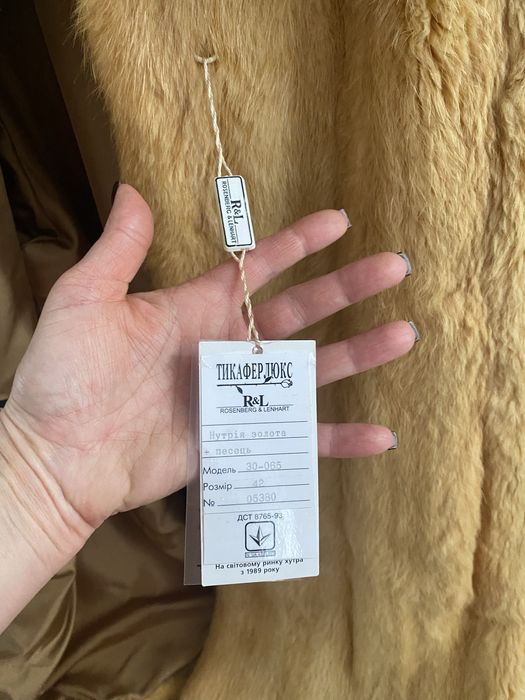 R&L
ROSENBERG & LENHART
ТИКАФЕРЛЮКС
R&L
ROSENBERG & LENHART
Нутрія золота
+ песець
Модель 30-065
Розмір 42
№ 05380
ДСТ 8765-93
На світовому ринку хутра
з 1989 року